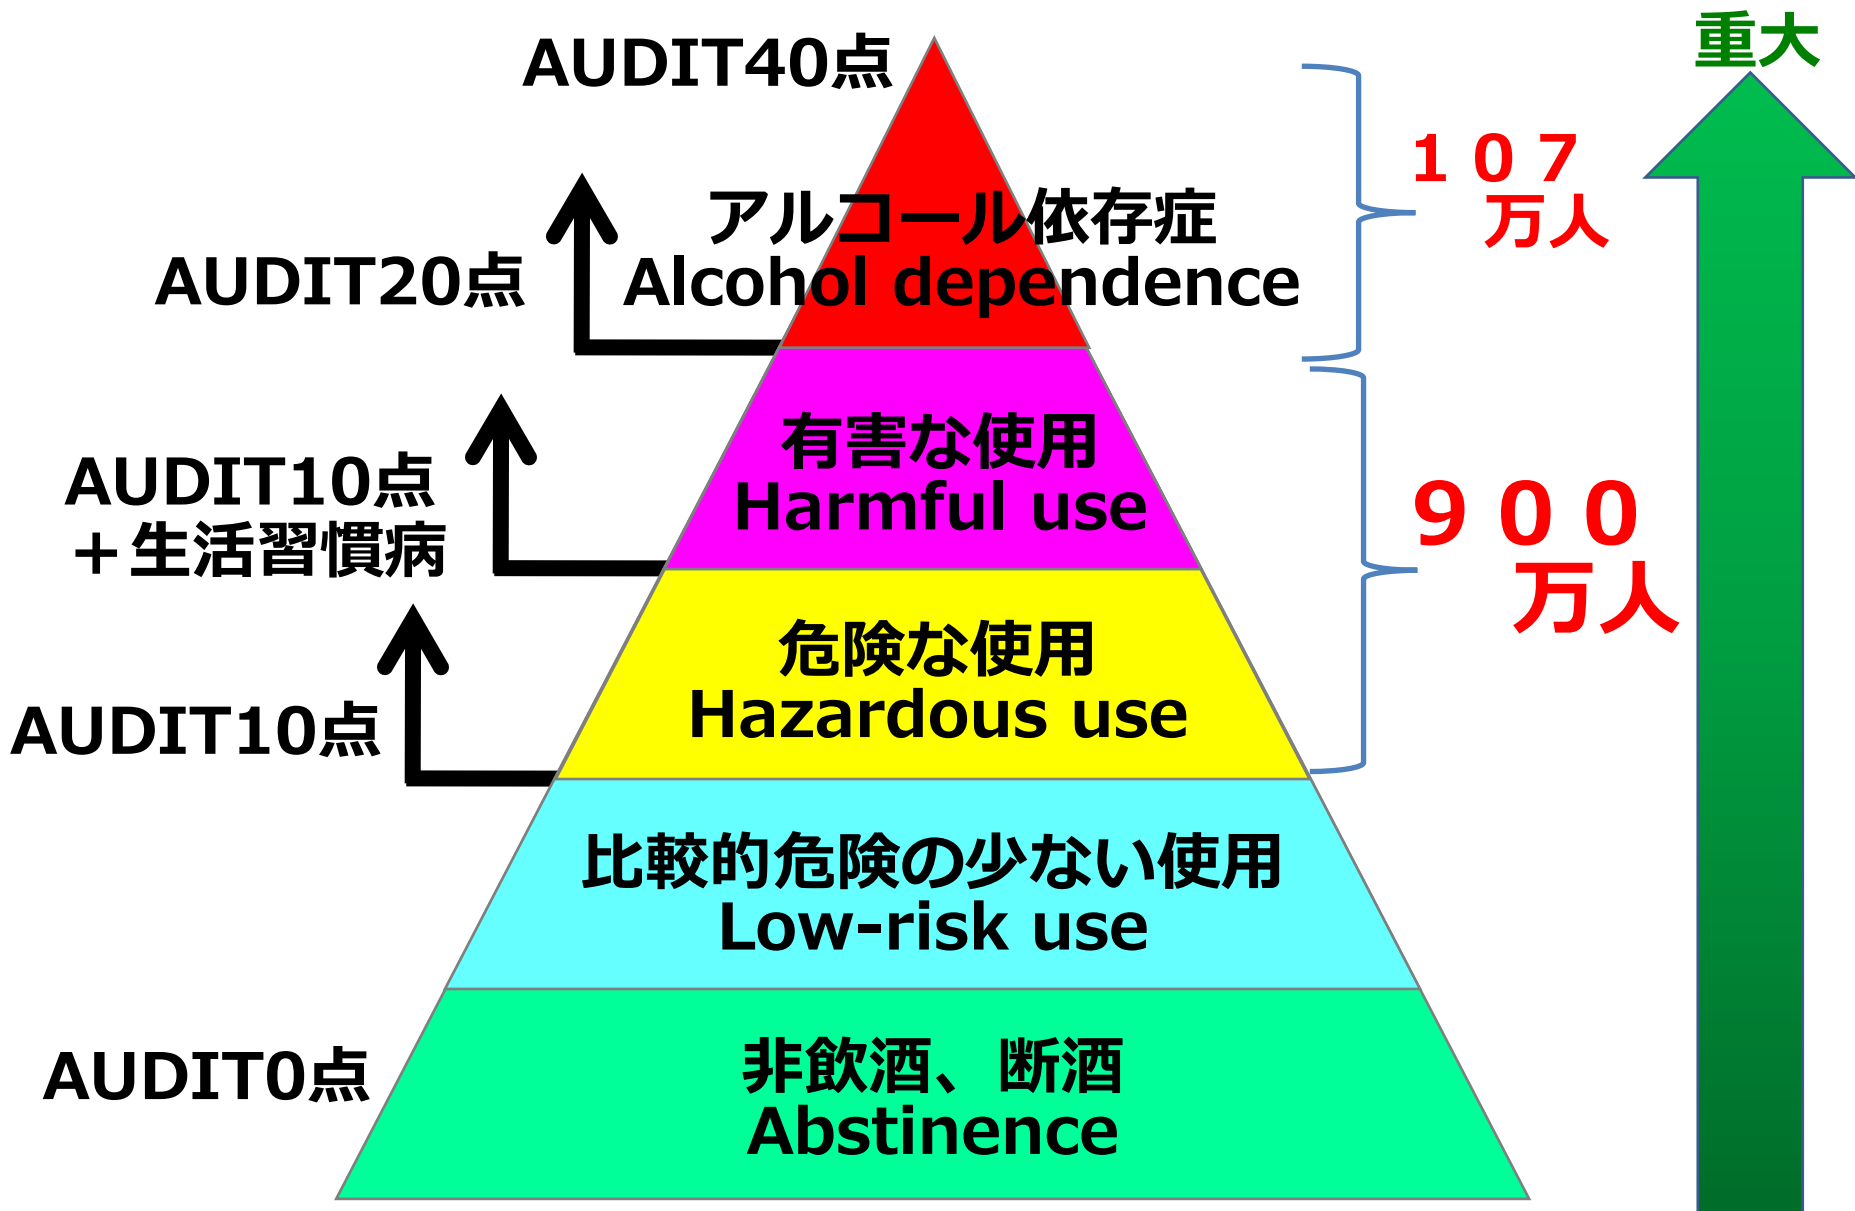 重大
AUDIT40点
１０７
万人
アルコール依存症
Alcohol dependence
AUDIT20点
有害な使用
Harmful use
AUDIT10点
＋生活習慣病
９００
万人
危険な使用
Hazardous use
AUDIT10点
比較的危険の少ない使用
Low-risk use
AUDIT0点
非飲酒、断酒
Abstinence